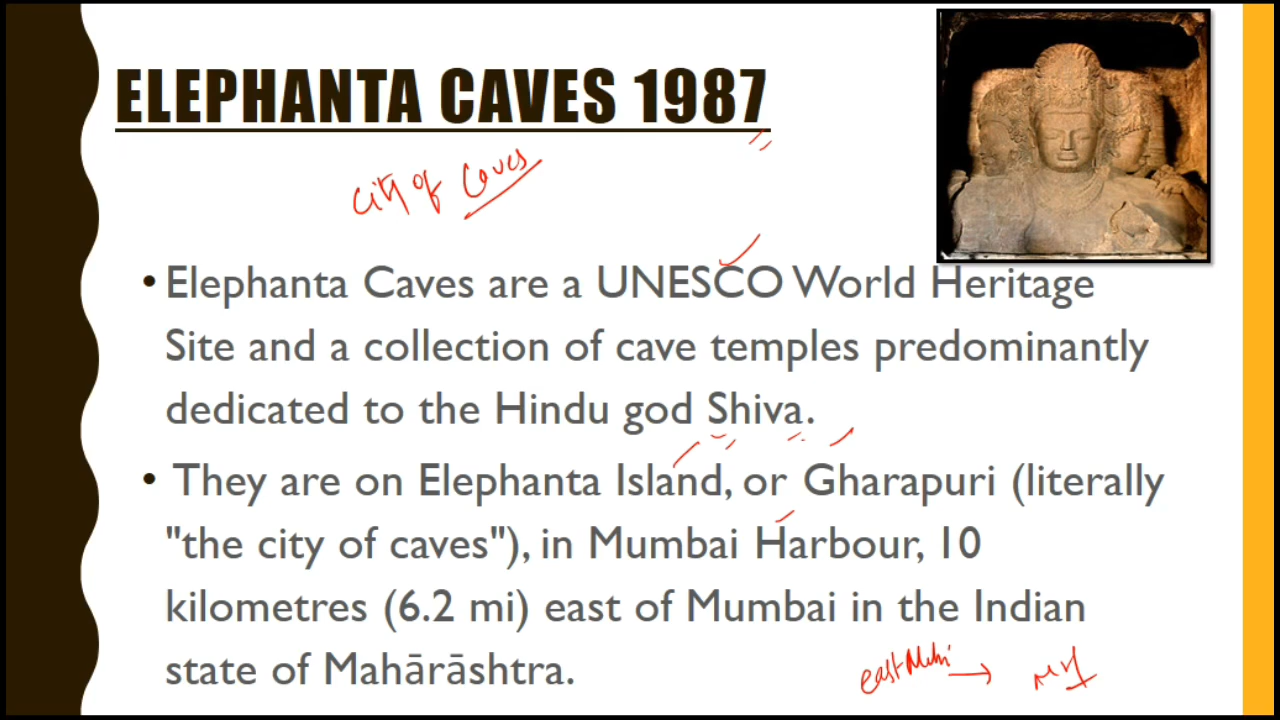 ELEPHANTA CAVES 1987
City of Caves
• Elephanta Caves are a UNESCO World Heritage
Site and a collection of cave temples predominantly
dedicated to the Hindu god Shiva.
• They are on Elephanta Island, or Gharapuri (literally
"the city of caves"), in Mumbai Harbour, 10
kilometres (6.2 mi) east of Mumbai in the Indian
state of Mahārāshtra.
east